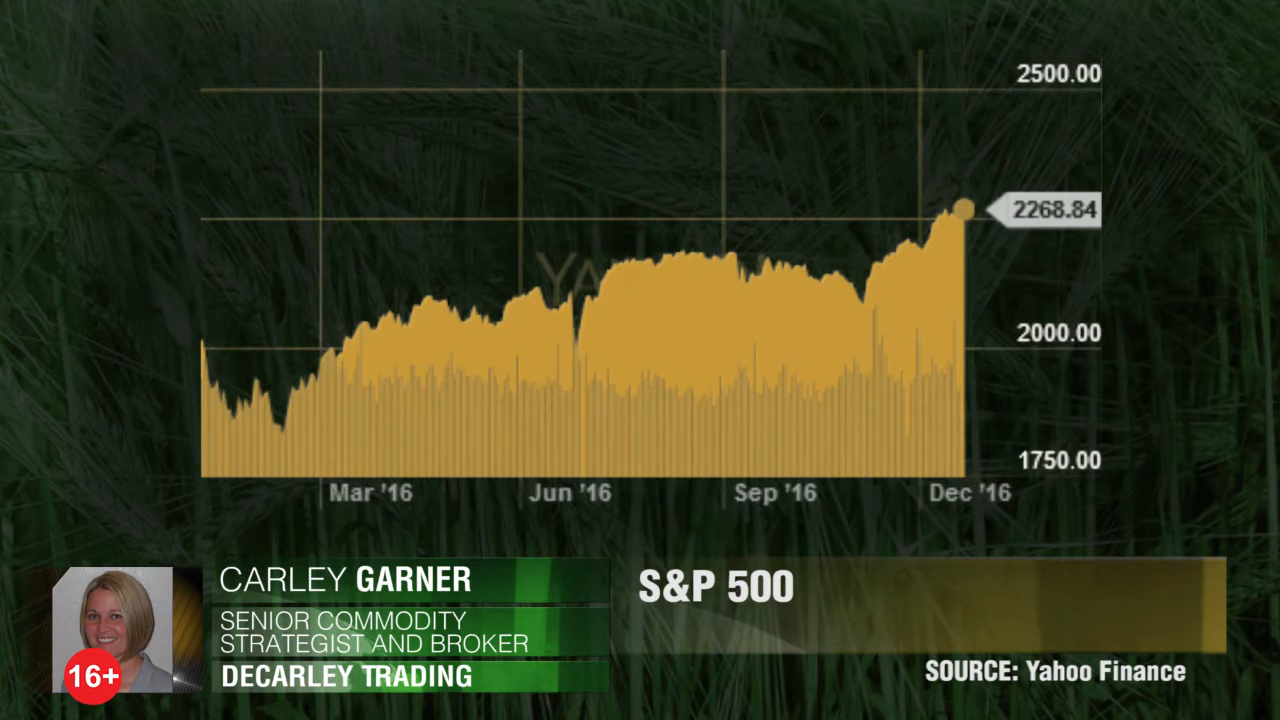 2500.00
2268.84
YA
2000.00
1750.00
Mar '16
Jun '16
Sep '16
Dec '16
CARLEY GARNER
SENIOR COMMODITY
STRATEGIST AND BROKER
DECARLEY TRADING
16+
S&P 500
SOURCE: Yahoo Finance